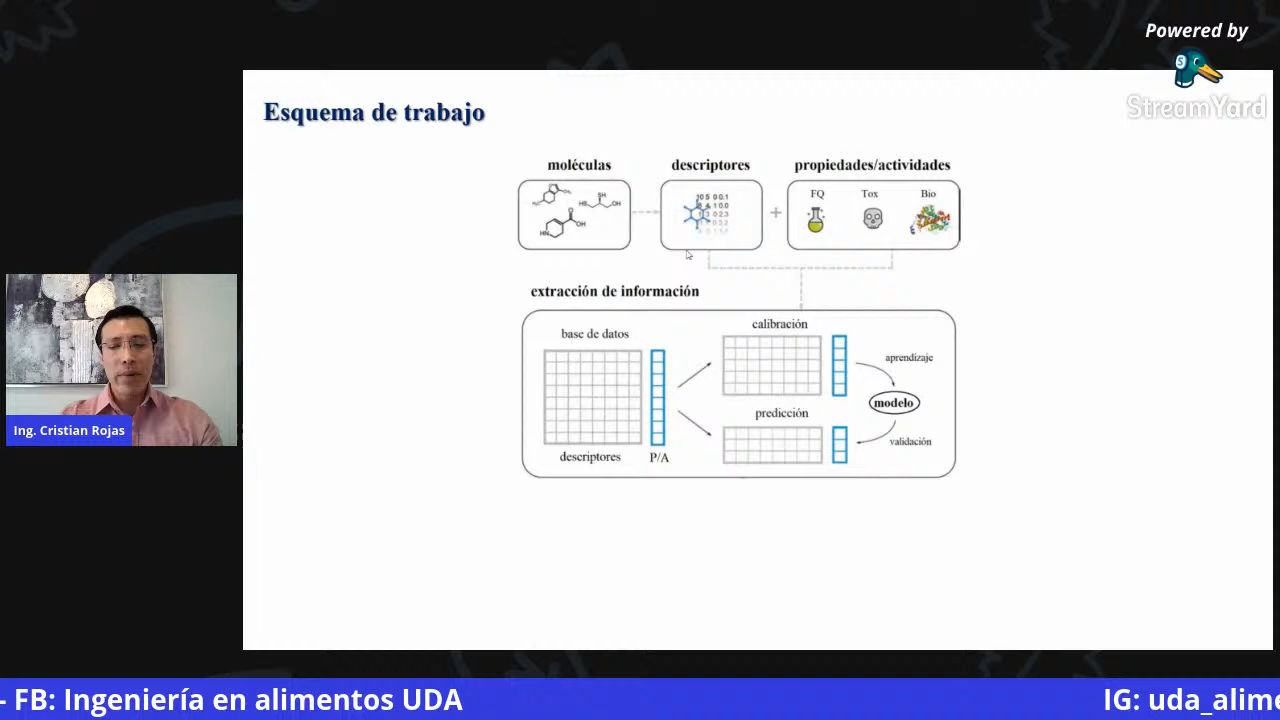 Powered by
StreamYard
Esquema de trabajo
moléculas
descriptores
propiedades/actividades
FQ
Tox
Bio
extracción de información
base de datos
descriptores
P/A
calibración
predicción
aprendizaje
modelo
validación
Ing. Cristian Rojas
- FB: Ingeniería en alimentos UDA
IG: uda_alime